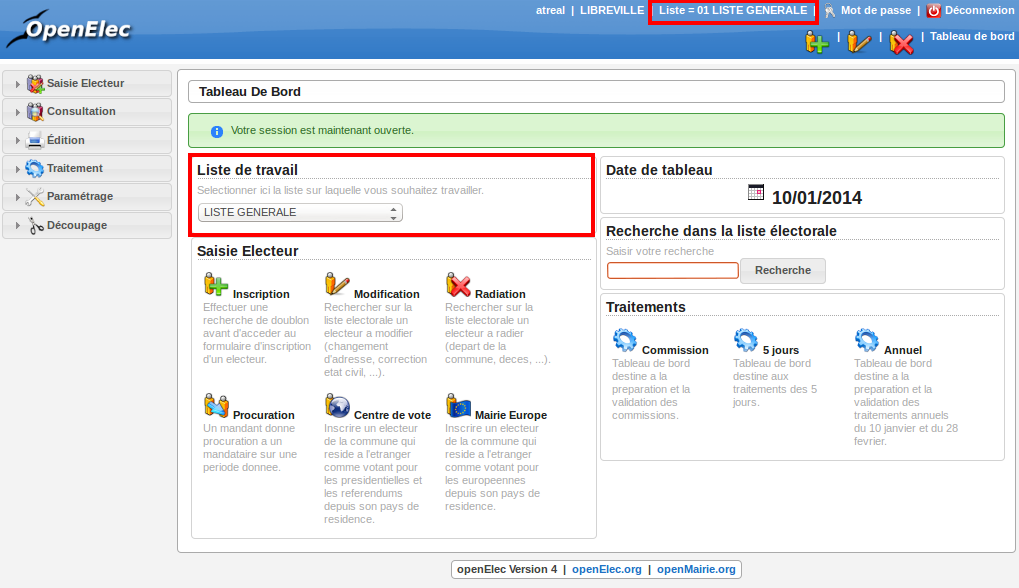 OpenElec
atreal | LIBREVILLE | Liste = 01 LISTE GENERALE | Mot de passe | Déconnexion
| | | Tableau de bord
Saisie Electeur
Consultation
Édition
Traitement
Paramétrage
Découpage
Tableau De Bord
Votre session est maintenant ouverte.
Liste de travail
Selectionner ici la liste sur laquelle vous souhaitez travailler.
LISTE GENERALE
Saisie Electeur
Inscription
Effectuer une
recherche de doublon
avant d'acceder au
formulaire d'inscription
d'un electeur.
Modification
Rechercher sur la
liste electorale un
electeur a modifier
(changement
d'adresse, correction
etat civil, ...).
Radiation
Rechercher sur la
liste electorale un
electeur a radier
(depart de la
commune, deces, ...).
Procuration
Un mandant donne
procuration a un
mandataire sur une
periode donnee.
Centre de vote
Inscrire un electeur
de la commune qui
reside a l'etranger
comme votant pour
les presidentielles et
les referendums
depuis son pays de
residence.
Mairie Europe
Inscrire un electeur
de la commune qui
reside a l'etranger
comme votant pour
les europeennes
depuis son pays de
residence.
Date de tableau
10/01/2014
Recherche dans la liste électorale
Saisir votre recherche
Recherche
Traitements
Commission
Tableau de bord
destine a la
preparation et la
validation des
commissions.
5 jours
Tableau de bord
destine aux
traitements des 5
jours.
Annuel
Tableau de bord
destine a la
preparation et la
validation des
traitements annuels
du 10 janvier et du 28
fevrier.
openElec Version 4 | openElec.org | openMairie.org